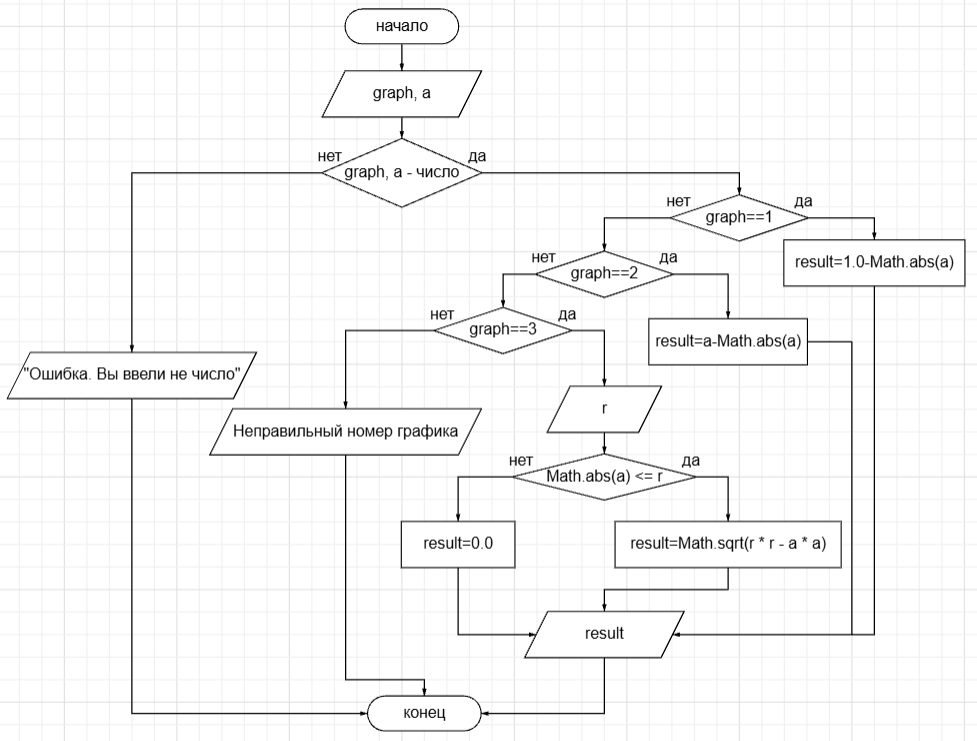 начало
graph, a
нет
да
graph, a - число
нет
да
graph==1
result=1.0-Math.abs(a)
нет
да
graph==2
result=a-Math.abs(a)
нет
да
graph==3
"Ошибка. Вы ввели не число"
Неправильный номер графика
r
нет
да
Math.abs(a) <= r
result=0.0
result=Math.sqrt(r * r - a * a)
result
конец